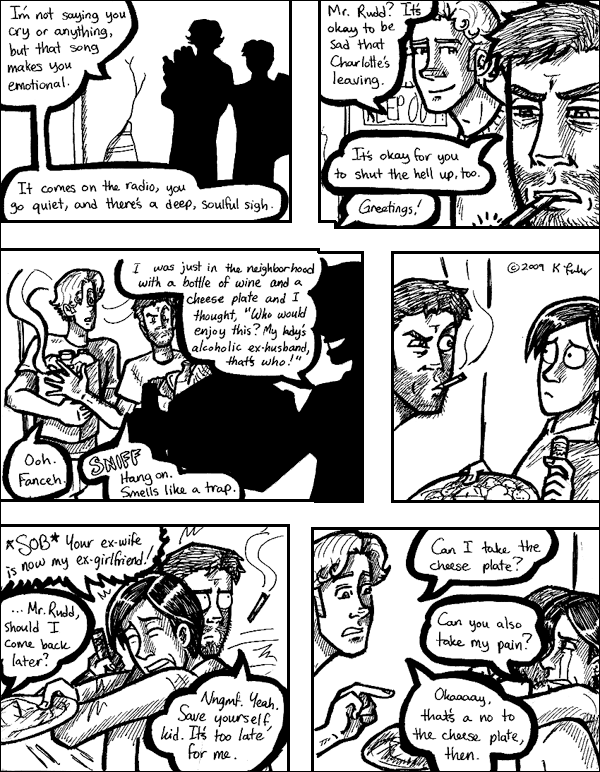 I'm not saying you
cry or anything,
but that song
makes you
emotional.
It comes on the radio, you
go quiet, and there's a deep, soulful sigh.
Mr. Rudd? It's
okay to be
sad that
Charlotte's
leaving.
KEEP OUT!
It's okay for you
to shut the hell up, too.
Greetings!
I was just in the neighborhood
with a bottle of wine and a
cheese plate and I
thought, "Who would
enjoy this? My lady's
alcoholic ex-husband,
that's who!"
Ooh.
Fanceh.
SNIFF
Hang on.
Smells like a trap.
©2009
*SOB* Your ex-wife
is now my ex-girlfriend!
...Mr. Rudd,
should I
come back
later?
Nngmf. Yeah.
Save yourself,
kid. It's too late
for me.
Can I take the
cheese plate?
Can you also
take my pain?
Okaaaay,
that's a no to
the cheese plate,
then.